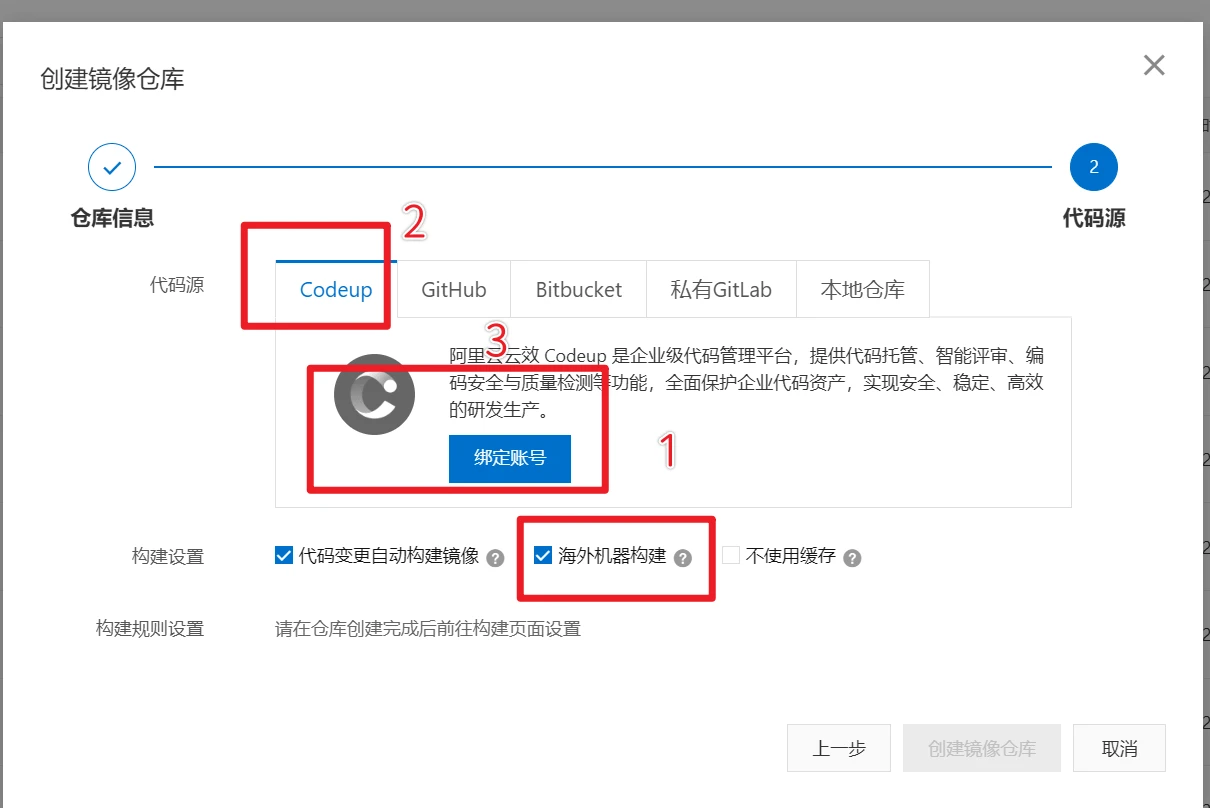 创建镜像仓库
2
仓库信息
代码源
2
代码源
Codeup
GitHub
Bitbucket
私有GitLab
本地仓库
3
阿里云云效 Codeup 是企业级代码管理平台，提供代码托管、智能评审、编
码安全与质量检测等功能，全面保护企业代码资产，实现安全、稳定、高效
的研发生产。
绑定账号
1
构建设置
代码变更自动构建镜像 ?
海外机器构建 ?
不使用缓存 ?
构建规则设置
请在仓库创建完成后前往构建页面设置
上一步
创建镜像仓库
取消